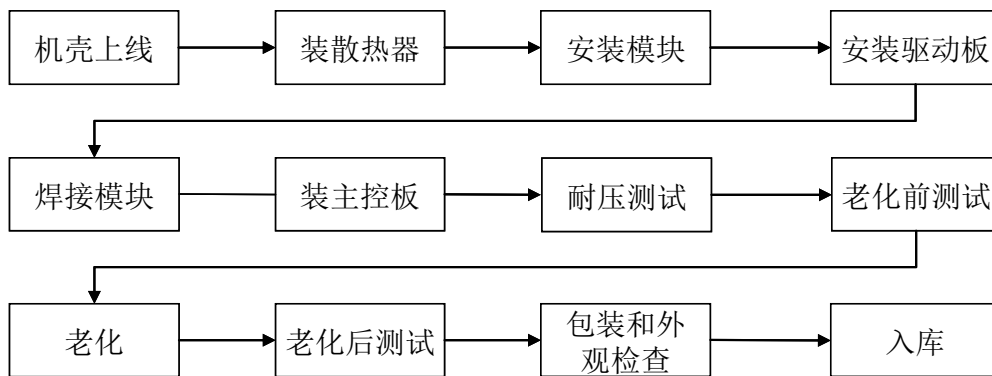 机壳上线
装散热器
安装模块
安装驱动板
焊接模块
装主控板
耐压测试
老化前测试
老化
老化后测试
包装和外
观检查
入库